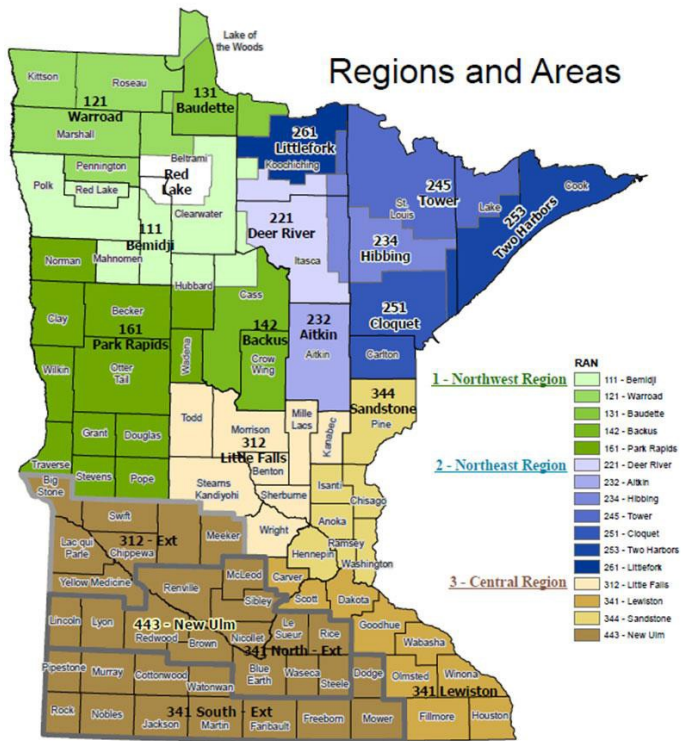 Regions and Areas
Lake of
the Woods
Kittson
Roseau
131
Baudette
121
Warroad
261
Littlefork
Koochiching
Marshall
Beltrami
Red
Lake
Pennington
Polk
Red Lake
Clearwater
245
Tower
Lake
Cook
St.
Louis
253
Two Harbors
221
Deer River
111
Bemidji
234
Hibbing
Itasca
Norman
Mahnomen
Hubbard
Cass
Clay
Becker
161
Park Rapids
Wadena
142
Backus
232
Aitkin
Aitkin
251
Cloquet
Carlton
Crow
Wing
Wilkin
Otter
Tail
344
Sandstone
Pine
Todd
Morrison
Mille
Lacs
Kanabec
312
Little Falls
Benton
Grant
Douglas
Traverse
Stevens
Pope
Stearns
Kandiyohi
Sherburne
Isanti
Chisago
Big
Stone
Swift
Anoka
Wright
Ramsey
Hennepin
Washington
312 - Ext
Lac qui
Parle
Chippewa
Meeker
Yellow Medicine
Renville
McLeod
Carver
Scott
Dakota
Sibley
Lincoln
Lyon
443 - New Ulm
Redwood
Brown
Nicollet
Le
Sueur
Rice
Goodhue
Wabasha
341 North - Ext
Pipestone
Murray
Cottonwood
Watonwan
Blue
Earth
Waseca
Steele
Dodge
Olmsted
Winona
341 Lewiston
Rock
Nobles
341 South - Ext
Jackson
Martin
Faribault
Freeborn
Mower
Fillmore
Houston
RAN
1 - Northwest Region
111 - Bemidji
121 - Warroad
131 - Baudette
142 - Backus
161 - Park Rapids
2 - Northeast Region
221 - Deer River
232 - Aitkin
234 - Hibbing
245 - Tower
251 - Cloquet
253 - Two Harbors
261 - Littlefork
3 - Central Region
312 - Little Falls
341 - Lewiston
344 - Sandstone
443 - New Ulm